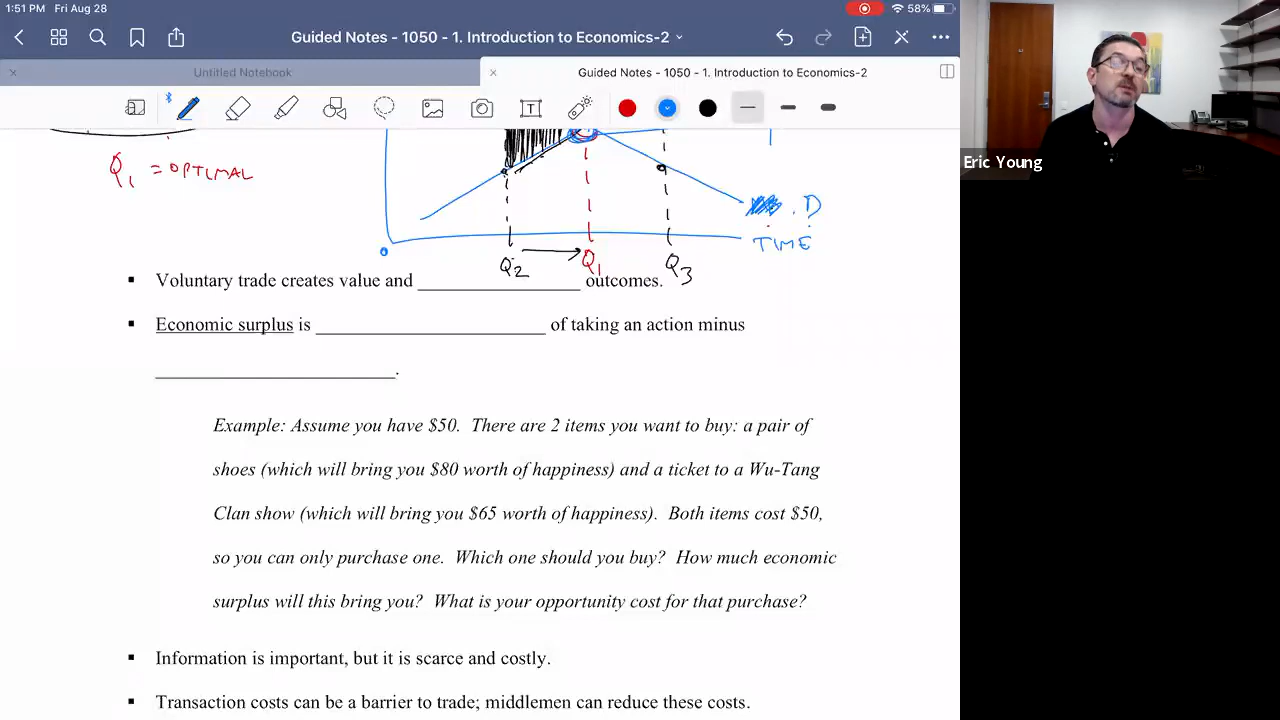 1:51 PM Fri Aug 28
58%
Guided Notes - 1050 - 1. Introduction to Economics-2
Untitled Notebook
Guided Notes - 1050 - 1. Introduction to Economics-2
T
Q1 = OPTIMAL
D
TIME
Q2
Q1
Q3
Voluntary trade creates value and _________________ outcomes.
Economic surplus is ________________________ of taking an action minus
_________________________.
Example: Assume you have $50. There are 2 items you want to buy: a pair of
shoes (which will bring you $80 worth of happiness) and a ticket to a Wu-Tang
Clan show (which will bring you $65 worth of happiness). Both items cost $50,
so you can only purchase one. Which one should you buy? How much economic
surplus will this bring you? What is your opportunity cost for that purchase?
Information is important, but it is scarce and costly.
Transaction costs can be a barrier to trade; middlemen can reduce these costs.
Eric Young